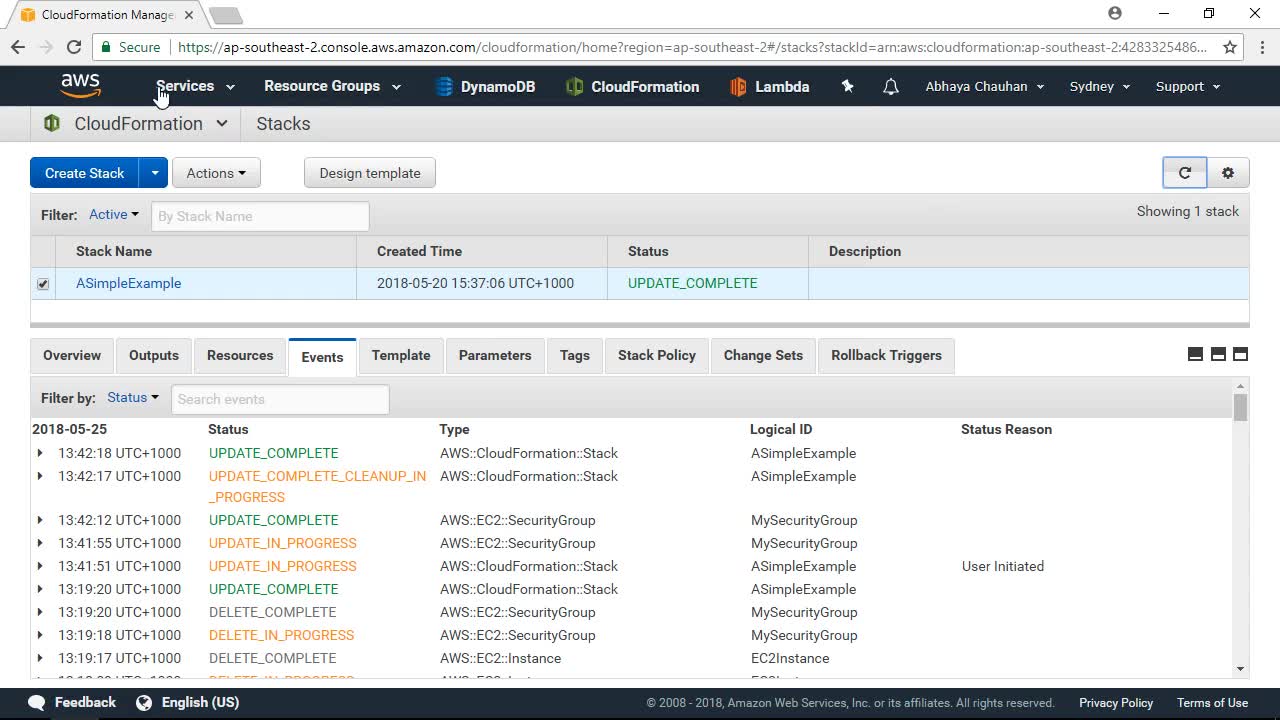 CloudFormation Manage
Secure https://ap-southeast-2.console.aws.amazon.com/cloudformation/home?region=ap-southeast-2#/stacks?stackId=arn:aws:cloudformation:ap-southeast-2:4283325486...
aws Services Resource Groups DynamoDB CloudFormation Lambda Abhaya Chauhan Sydney Support
CloudFormation Stacks
Create Stack Actions Design template
Filter: Active By Stack Name Showing 1 stack
Stack Name Created Time Status Description
ASimpleExample 2018-05-20 15:37:06 UTC+1000 UPDATE_COMPLETE
Overview Outputs Resources Events Template Parameters Tags Stack Policy Change Sets Rollback Triggers
Filter by: Status Search events
2018-05-25 Status Type Logical ID Status Reason
13:42:18 UTC+1000 UPDATE_COMPLETE AWS::CloudFormation::Stack ASimpleExample
13:42:17 UTC+1000 UPDATE_COMPLETE_CLEANUP_IN AWS::CloudFormation::Stack ASimpleExample
_PROGRESS
13:42:12 UTC+1000 UPDATE_COMPLETE AWS::EC2::SecurityGroup MySecurityGroup
13:41:55 UTC+1000 UPDATE_IN_PROGRESS AWS::EC2::SecurityGroup MySecurityGroup
13:41:51 UTC+1000 UPDATE_IN_PROGRESS AWS::CloudFormation::Stack ASimpleExample User Initiated
13:19:20 UTC+1000 UPDATE_COMPLETE AWS::CloudFormation::Stack ASimpleExample
13:19:20 UTC+1000 DELETE_COMPLETE AWS::EC2::SecurityGroup MySecurityGroup
13:19:18 UTC+1000 DELETE_IN_PROGRESS AWS::EC2::SecurityGroup MySecurityGroup
13:19:17 UTC+1000 DELETE_COMPLETE AWS::EC2::Instance EC2Instance
Feedback English (US) © 2008 - 2018, Amazon Web Services, Inc. or its affiliates. All rights reserved. Privacy Policy Terms of Use